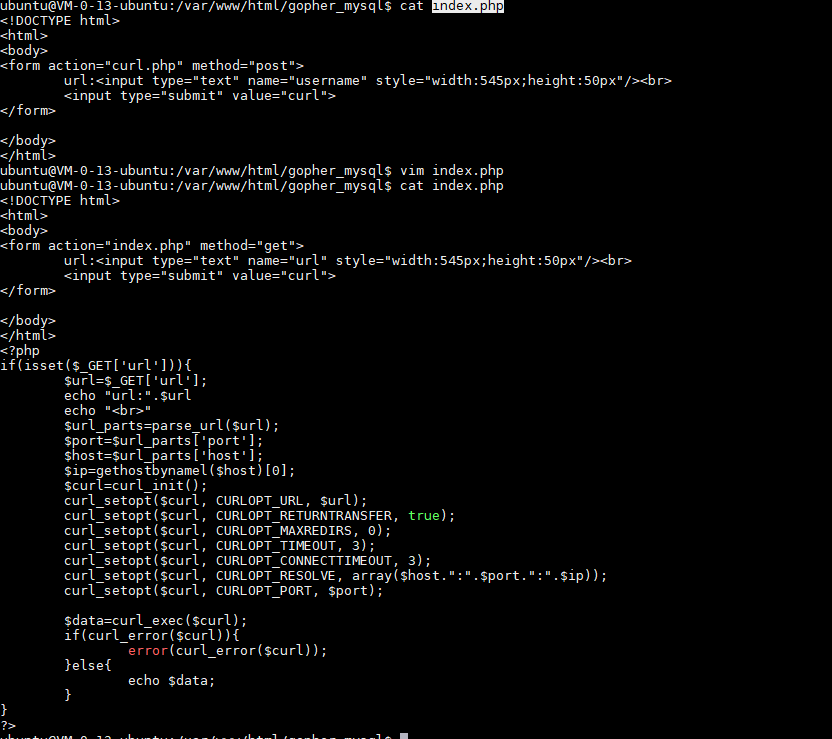 ubuntu@VM-0-13-ubuntu:/var/www/html/gopher_mysql$ cat index.php
<!DOCTYPE html>
<html>
<body>
<form action="curl.php" method="post">
        url:<input type="text" name="username" style="width:545px;height:50px"/><br>
        <input type="submit" value="curl">
</form>

</body>
</html>
ubuntu@VM-0-13-ubuntu:/var/www/html/gopher_mysql$ vim index.php
ubuntu@VM-0-13-ubuntu:/var/www/html/gopher_mysql$ cat index.php
<!DOCTYPE html>
<html>
<body>
<form action="index.php" method="get">
        url:<input type="text" name="url" style="width:545px;height:50px"/><br>
        <input type="submit" value="curl">
</form>

</body>
</html>
<?php
if(isset($_GET['url'])){
        $url=$_GET['url'];
        echo "url:".$url
        echo "<br>"
        $url_parts=parse_url($url);
        $port=$url_parts['port'];
        $host=$url_parts['host'];
        $ip=gethostbynamel($host)[0];
        $curl=curl_init();
        curl_setopt($curl, CURLOPT_URL, $url);
        curl_setopt($curl, CURLOPT_RETURNTRANSFER, true);
        curl_setopt($curl, CURLOPT_MAXREDIRS, 0);
        curl_setopt($curl, CURLOPT_TIMEOUT, 3);
        curl_setopt($curl, CURLOPT_CONNECTTIMEOUT, 3);
        curl_setopt($curl, CURLOPT_RESOLVE, array($host.":".$port.":".$ip));
        curl_setopt($curl, CURLOPT_PORT, $port);

        $data=curl_exec($curl);
        if(curl_error($curl)){
                error(curl_error($curl));
        }else{
                echo $data;
        }
}
?>
ubuntu@VM-0-13-ubuntu:/var/www/html/gopher_mysql$